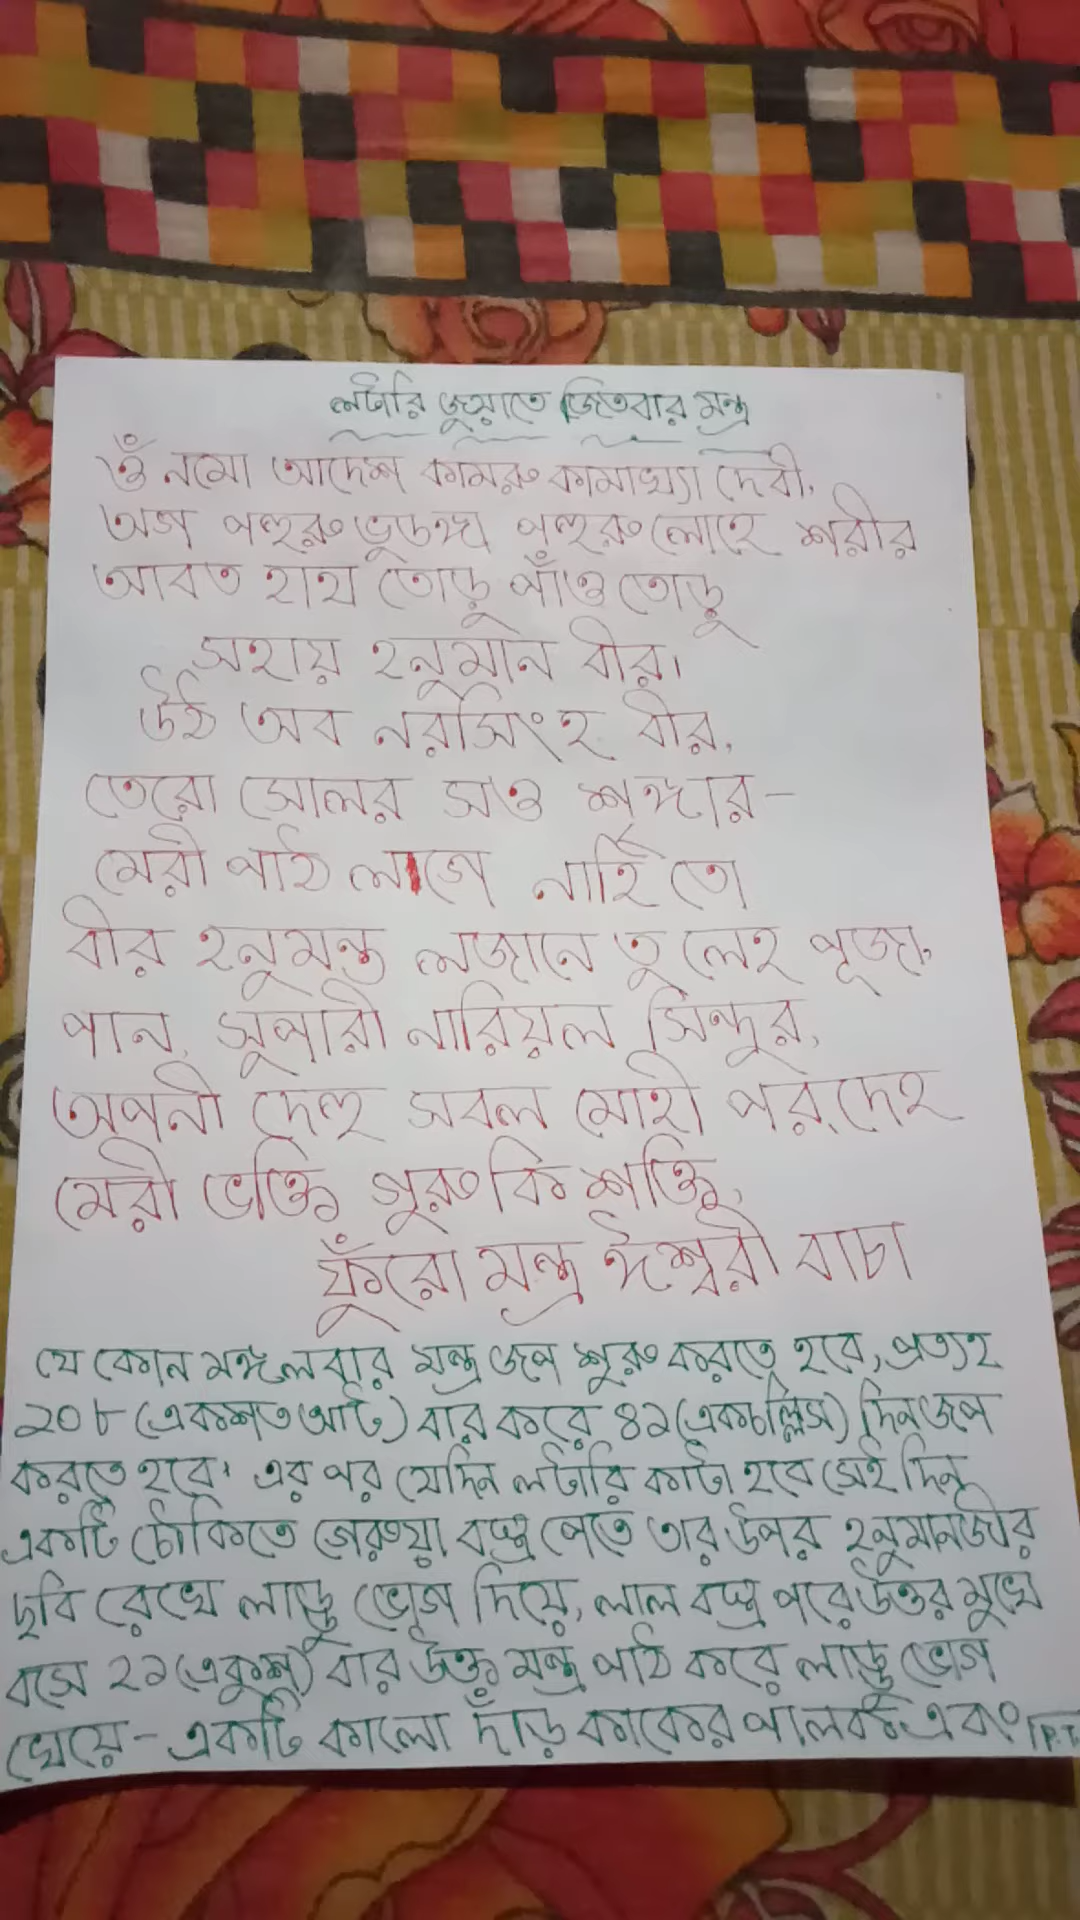 লটারি জুয়াতে জিতবার মন্ত্র
ওঁ নমো আদেশ কামরু কামাখ্যা দেবী,
অঙ্গ পহুরু ভুডঙ্গা পহুরু লোহে শরীর
আবত হাথ তোড়ু পাঁও তোড়ু
সহায় হনুমান বীর।
উঠ অব নরসিংহ বীর,
তেরো সোলর সও শৃঙ্গার–
মেরী পাঠ লাগে নাহি তো
বীর হনুমন্ত লজানে তু লেহ পূজা,
পান, সুপারী নারিয়ল সিন্দুর,
অপনী দেহু সবল মোহী পর দেহ
মেরী ভক্তি গুরু কি শক্তি,
ফুঁরো মন্ত্র ঈশ্বরী বাচা
যে কোন মঙ্গলবার মন্ত্র জপ শুরু করতে হবে, প্রত্যহ
১০৮ (একশত আট) বার করে ৪১ (একচল্লিস) দিন জপ
করতে হবে। এর পর যেদিন লটারি কাটা হবে সেই দিন
একটি চৌকিতে গেরুয়া বস্ত্র পেতে তার উপর হনুমানজীর
ছবি রেখে লাড্ডু ভোগ দিয়ে, লাল বস্ত্র পরে উত্তর মুখে
বসে ২১ (একুশ) বার উক্ত মন্ত্র পাঠ করে লাড্ডু ভোগ
খেয়ে – একটি কালো দাঁড় কাকের পালক এবং P.T.